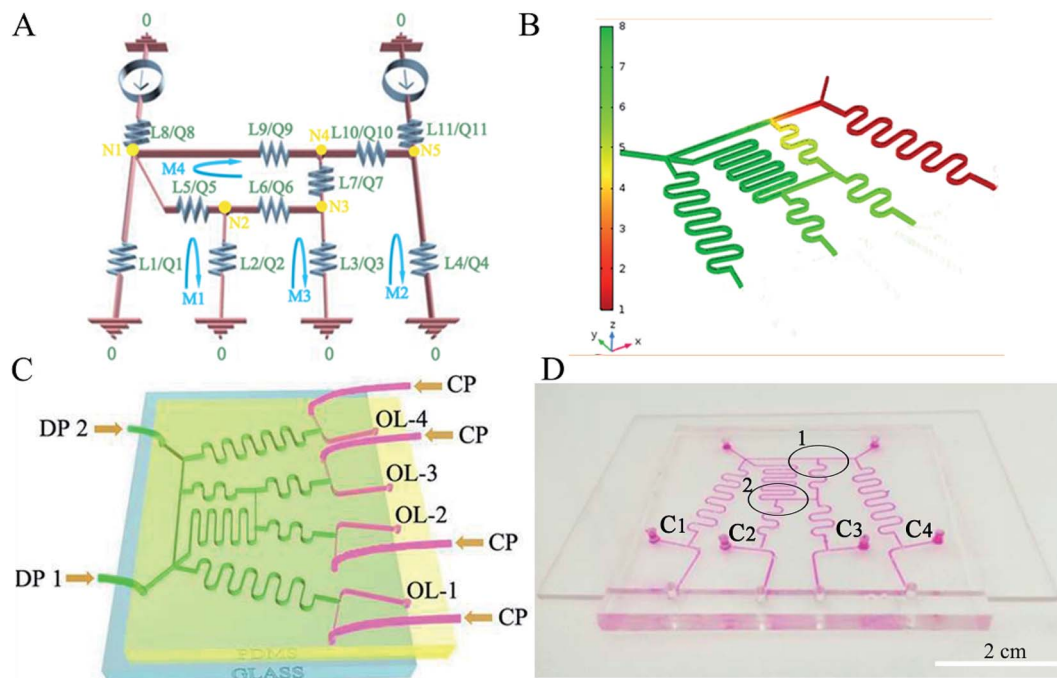 A
0
0
L8/Q8
L9/Q9
L10/Q10
L11/Q11
N1
N4
N5
M4
L5/Q5
L6/Q6
L7/Q7
N2
N3
L1/Q1
L2/Q2
L3/Q3
L4/Q4
M1
M3
M2
0
0
0
0
B
8
7
6
5
4
3
2
1
z
y
x
C
CP
DP 2
OL-4
CP
OL-3
OL-2
CP
DP 1
OL-1
CP
PDMS
GLASS
D
1
2
C1
C2
C3
C4
2 cm